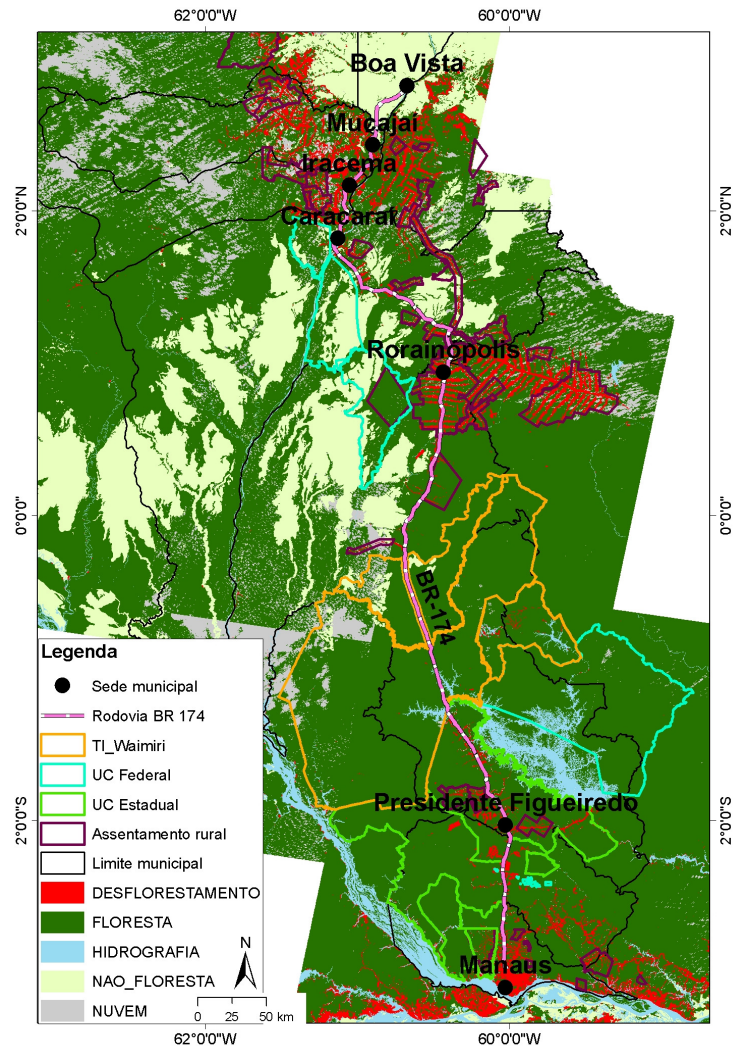 62°0'0"W
60°0'0"W
Boa Vista
Mucajaí
Iracema
2°0'0"N
2°0'0"N
Caracaraí
Rorainopolis
0°0'0"
0°0'0"
BR-174
Legenda
Sede municipal
Rodovia BR 174
TI_Waimiri
UC Federal
UC Estadual
Assentamento rural
Limite municipal
DESFLORESTAMENTO
FLORESTA
HIDROGRAFIA
NAO_FLORESTA
NUVEM
N
0 25 50 km
Presidente Figueiredo
2°0'0"S
2°0'0"S
Manaus
62°0'0"W
60°0'0"W